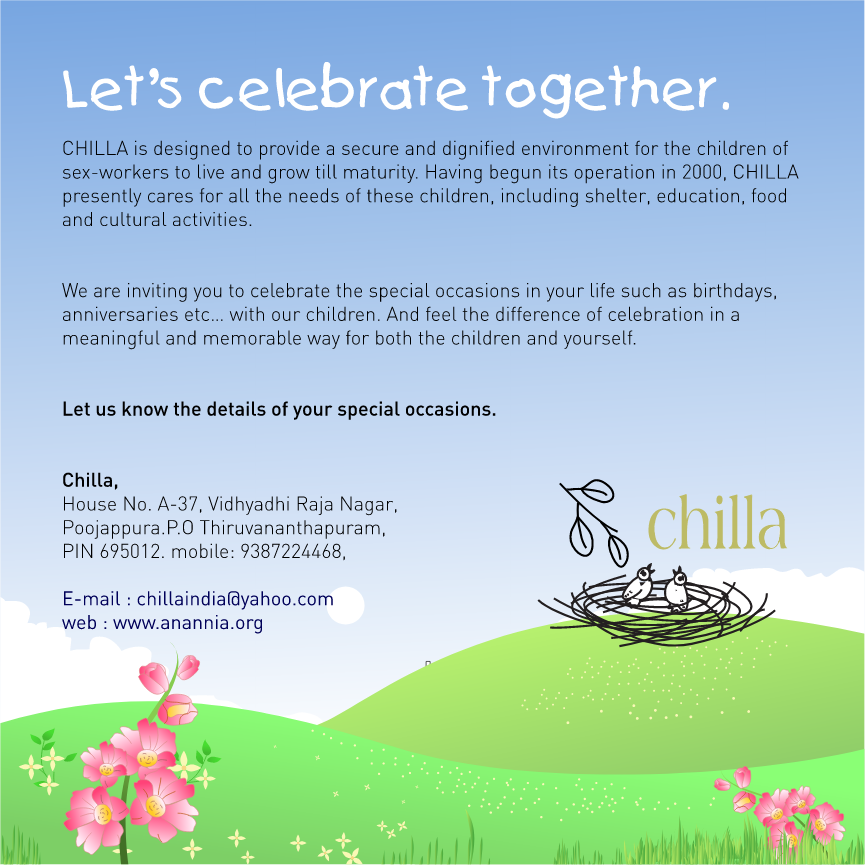 Let's celebrate together.
CHILLA is designed to provide a secure and dignified environment for the children of
sex-workers to live and grow till maturity. Having begun its operation in 2000, CHILLA
presently cares for all the needs of these children, including shelter, education, food
and cultural activities.
We are inviting you to celebrate the special occasions in your life such as birthdays,
anniversaries etc... with our children. And feel the difference of celebration in a
meaningful and memorable way for both the children and yourself.
Let us know the details of your special occasions.
Chilla,
House No. A-37, Vidhyadhi Raja Nagar,
Poojappura.P.O Thiruvananthapuram,
PIN 695012. mobile: 9387224468,
E-mail : chillaindia@yahoo.com
web : www.anannia.org
chilla